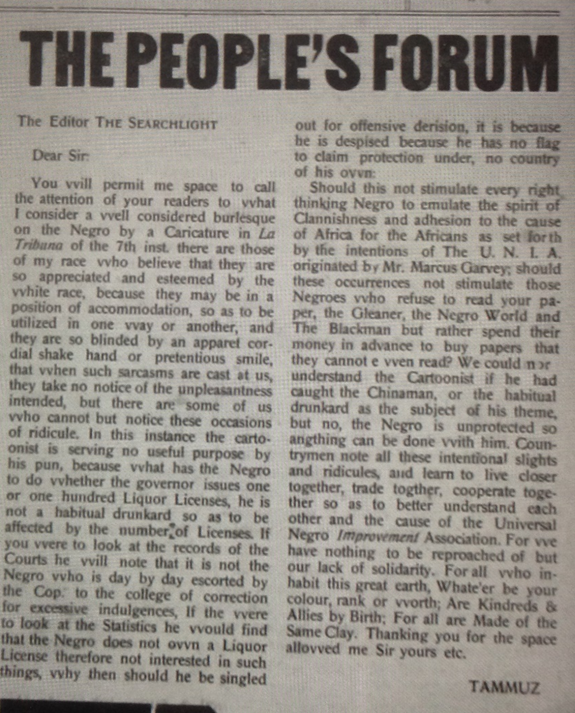 THE PEOPLE'S FORUM
The Editor THE SEARCHLIGHT
Dear Sir:
You vvill permit me space to call
the attention of your readers to vvhat
I consider a vvell considered burlesque
on the Negro by a Caricature in La
Tribuna of the 7th inst. there are those
of my race vvho believe that they are
so appreciated and esteemed by the
vvhite race, because they may be in a
position of accommodation, so as to be
utilized in one vvay or another, and
they are so blinded by an apparel cor-
dial shake hand or pretentious smile,
that vvhen such sarcasms are cast at us,
they take no notice of the unpleasantness
intended, but there are some of us
vvho cannot but notice these occasions
of ridicule. In this instance the carto-
onist is serving no useful purpose by
his pun, because vvhat has the Negro
to do vvhether the governor issues one
or one hundred Liquor Licenses, he is
not a habitual drunkard so as to be
affected by the number of Licenses. If
you vvere to look at the records of the
Courts he vvill note that it is not the
Negro vvho is day by day escorted by
the Cop. to the college of correction
for excessive indulgences, If the vvere
to look at the Statistics he vvould find
that the Negro does not ovvn a Liquor
License therefore not interested in such
things, vvhy then should he be singled
out for offensive derision, it is because
he is despised because he has no flag
to claim protection under, no country
of his ovvn:
Should this not stimulate every right
thinking Negro to emulate the spirit of
Clannishness and adhesion to the cause
of Africa for the Africans as set forth
by the intentions of The U. N. I. A.
originated by Mr. Marcus Garvey; should
these occurrences not stimulate those
Negroes vvho refuse to read your pa-
per, the Gleaner, the Negro World and
The Blackman but rather spend their
money in advance to buy papers that
they cannot e vven read? We could
understand the Cartoonist if he had
caught the Chinaman, or the habitual
drunkard as the subject of his theme,
but no, the Negro is unprotected so
angthing can be done vvith him. Coun-
trymen note all these intentional slights
and ridicules, and learn to live closer
together, trade togther, cooperate toge-
ther so as to better understand each
other and the cause of the Universal
Negro Improvement Association. For vve
have nothing to be reproached of but
our lack of solidarity. For all vvho in-
habit this great earth, Whate'er be your
colour, rank or vvorth; Are Kindreds &
Allies by Birth; For all are Made of the
Same Clay. Thanking you for the space
allovved me Sir yours etc.
TAMMUZ